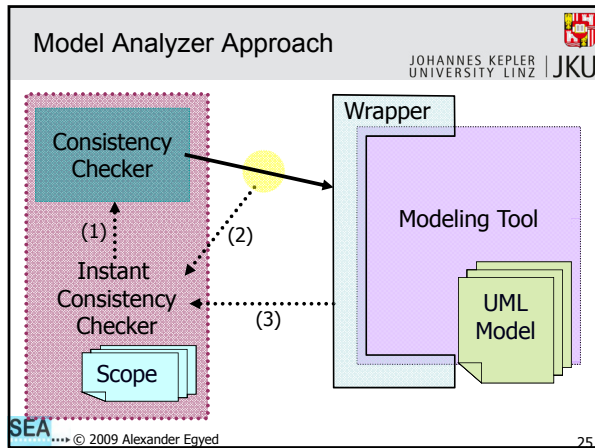 Model Analyzer Approach
JOHANNES KEPLER
UNIVERSITY LINZ
JKU
Wrapper
Consistency
Checker
(1)
(2)
Modeling Tool
Instant
Consistency
Checker
(3)
UML
Model
Scope
SEA
© 2009 Alexander Egyed
25